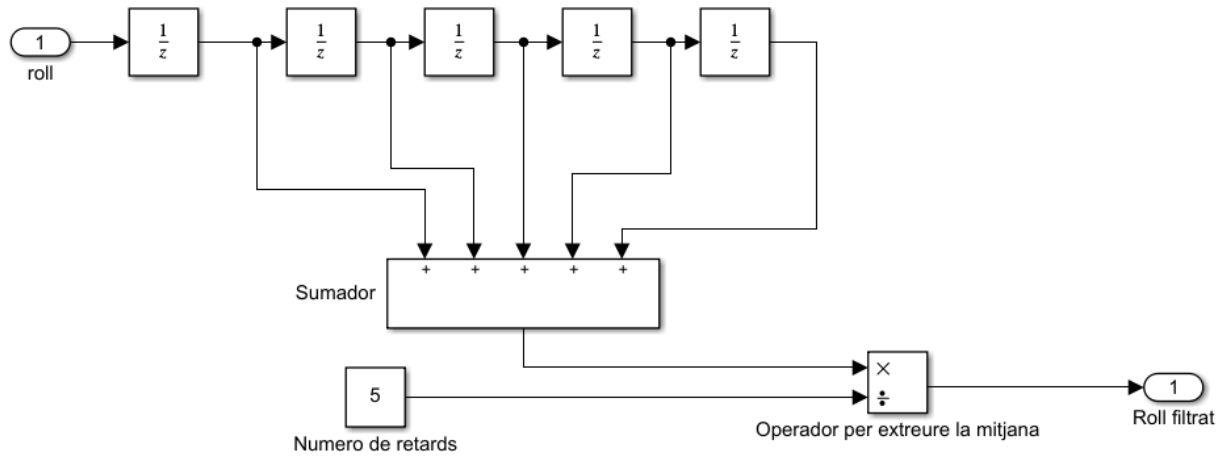 1
roll
1
z
1
z
1
z
1
z
1
z
+ + + + +
Sumador
5
Numero de retards
×
÷
Operador per extreure la mitjana
1
Roll filtrat